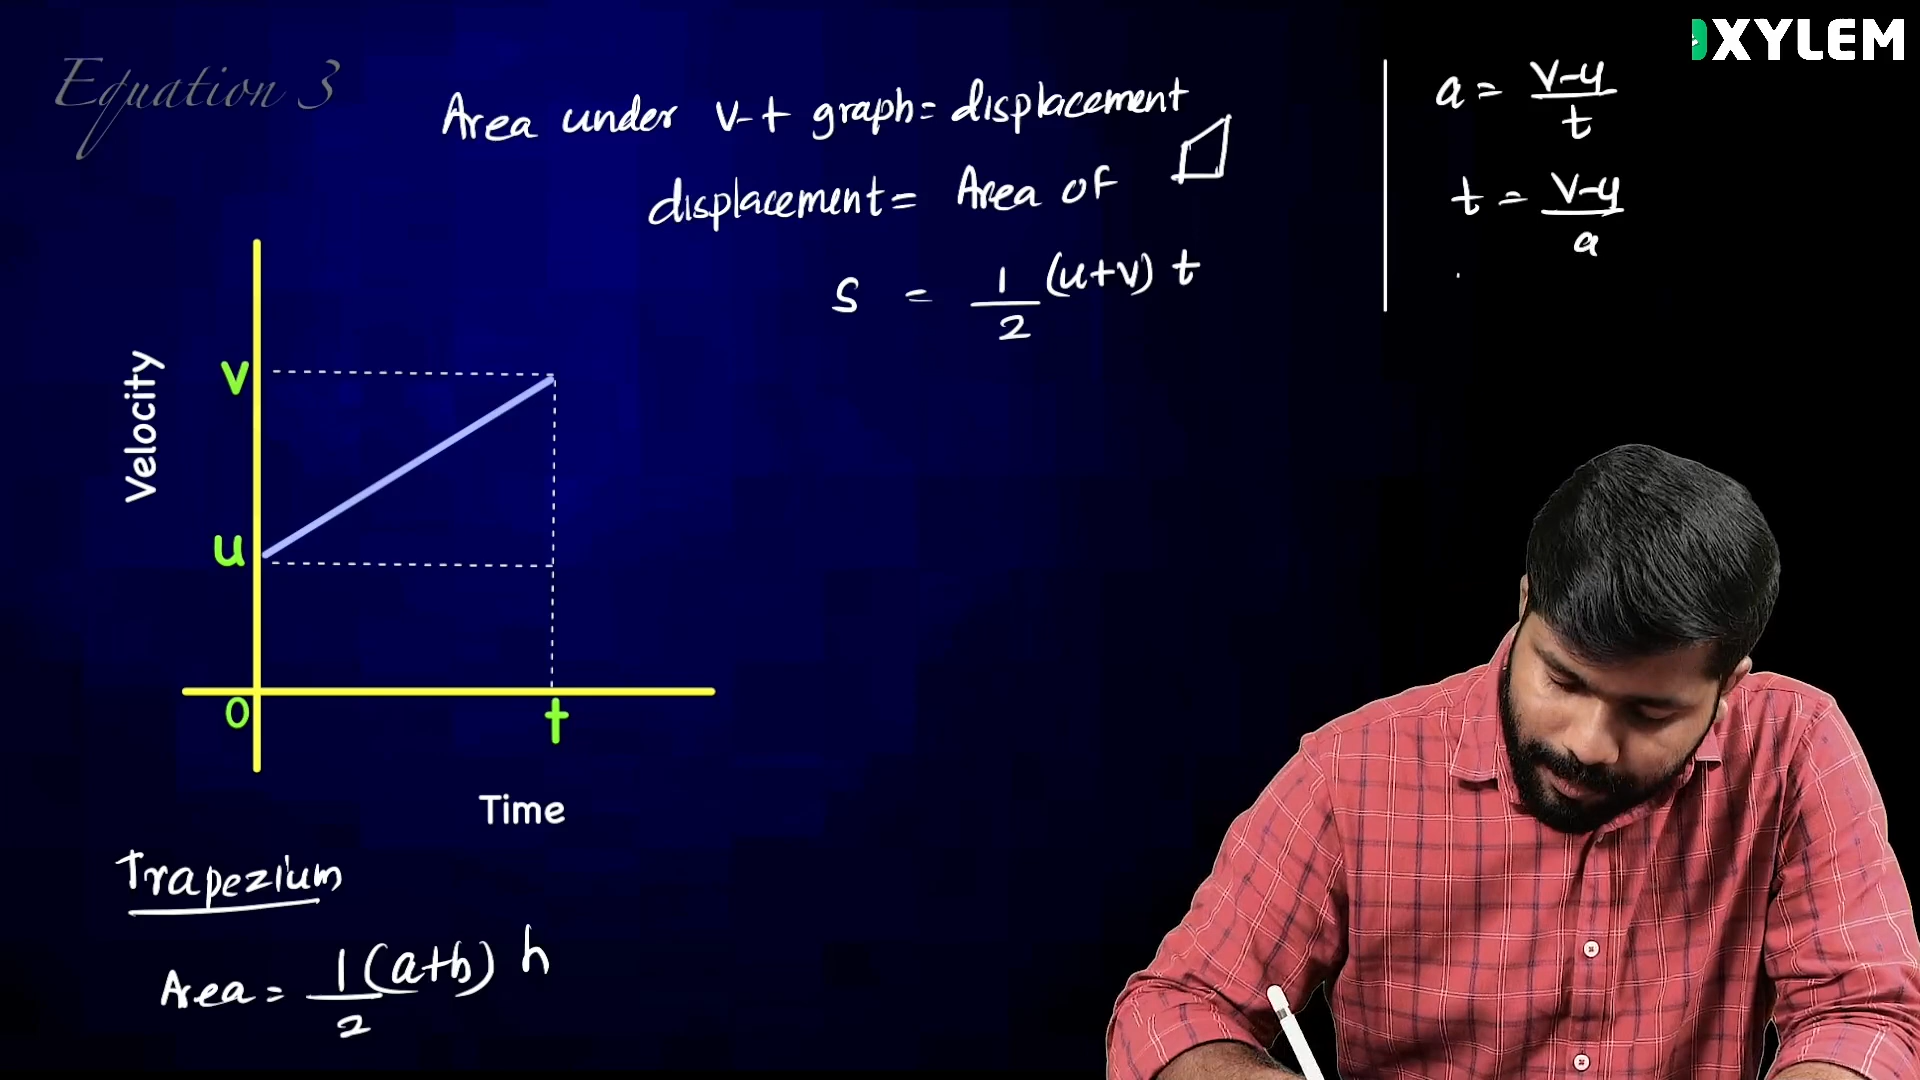 XYLEM
Equation 3
Area under v-t graph = displacement
displacement = Area of
S = 1/2 (u+v) t
a = v-u/t
t = v-u/a
Velocity
v
u
0
t
Time
Trapezium
Area = 1/2 (a+b) h